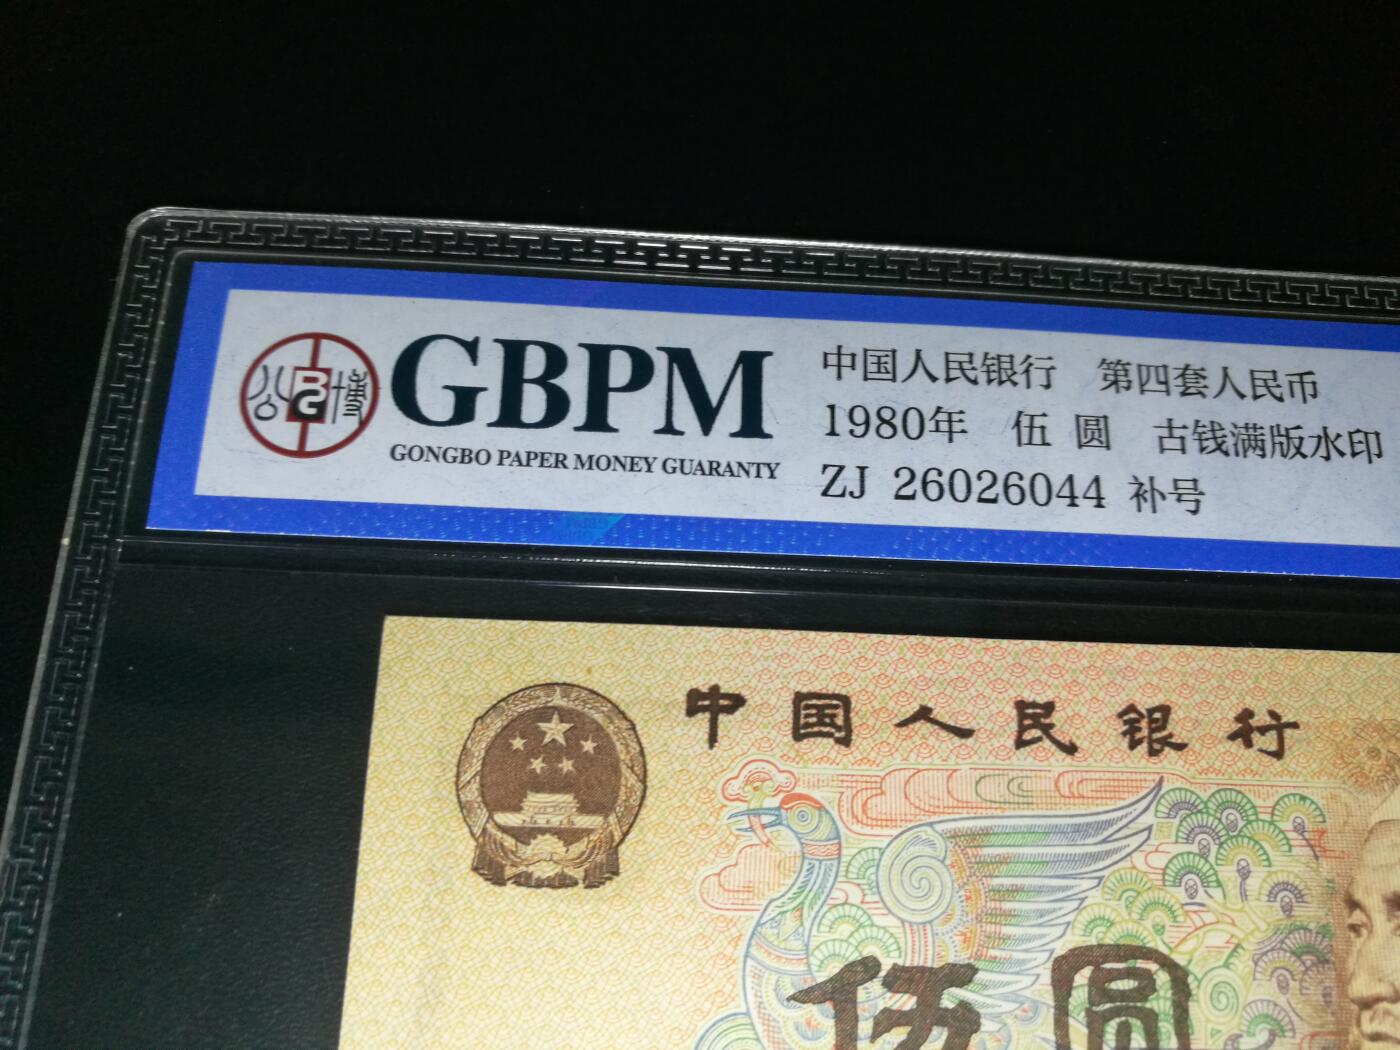 公博
GBPM
GONGBO PAPER MONEY GUARANTY
中国人民银行 第四套人民币
1980年 伍 圆 古钱满版水印
ZJ 26026044 补号
中国人民银行
伍圆